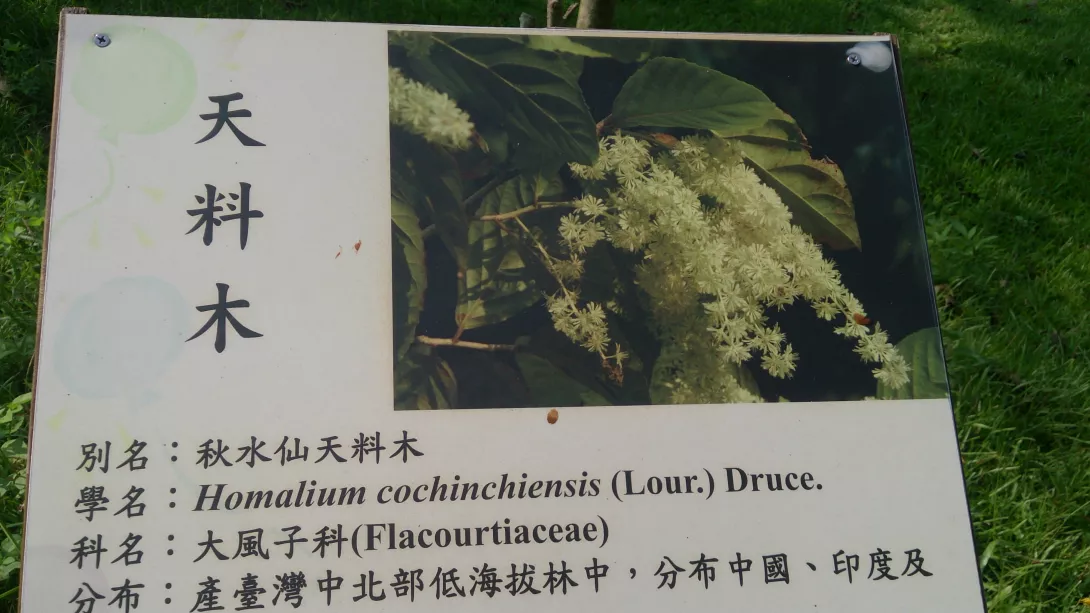 天料木
別名：秋水仙天料木
學名：Homalium cochinchiensis (Lour.) Druce.
科名：大風子科(Flacourtiaceae)
分布：產臺灣中北部低海拔林中，分布中國、印度及